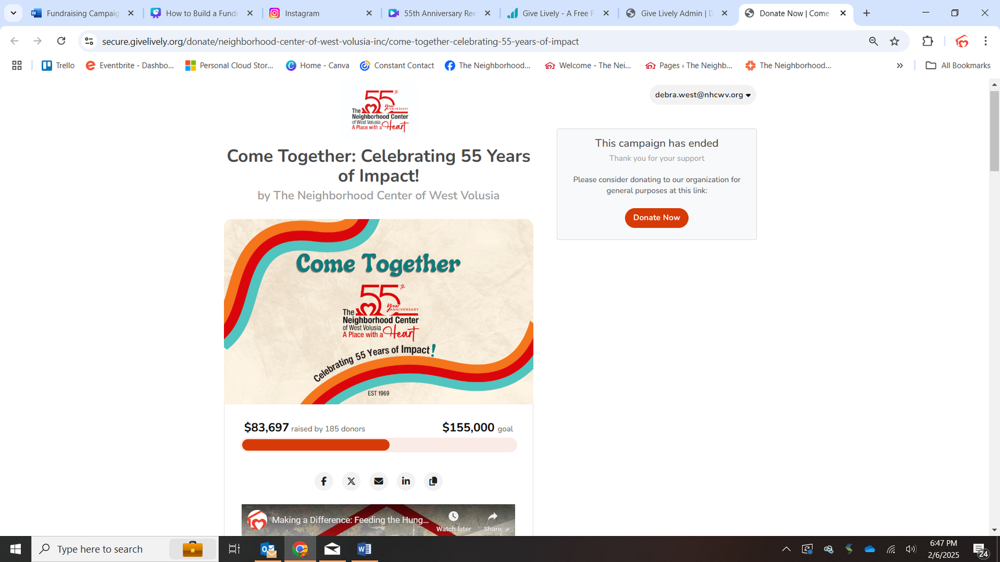 Fundraising Campaig
How to Build a Fundr
Instagram
55th Anniversary Ree
Give Lively - A Free F
Give Lively Admin | D
Donate Now | Come
secure.givelively.org/donate/neighborhood-center-of-west-volusia-inc/come-together-celebrating-55-years-of-impact
Trello
Eventbrite - Dashbo...
Personal Cloud Stor...
Home - Canva
Constant Contact
The Neighborhood...
Welcome - The Nei...
Pages ‹ The Neighb...
The Neighborhood...
»
All Bookmarks
55th
Year
ANNIVERSARY
The
Neighborhood Center
of West Volusia
A Place with a Heart
debra.west@nhcwv.org
Come Together: Celebrating 55 Years
of Impact!
by The Neighborhood Center of West Volusia
This campaign has ended
Thank you for your support
Please consider donating to our organization for
general purposes at this link:
Donate Now
Come Together
55th
Year
ANNIVERSARY
The
Neighborhood Center
of West Volusia
A Place with a Heart
Celebrating 55 Years of Impact!
EST 1969
$83,697 raised by 185 donors
$155,000 goal
Making a Difference: Feeding the Hung...
Watch later
Share
Type here to search
6:47 PM
2/6/2025
24